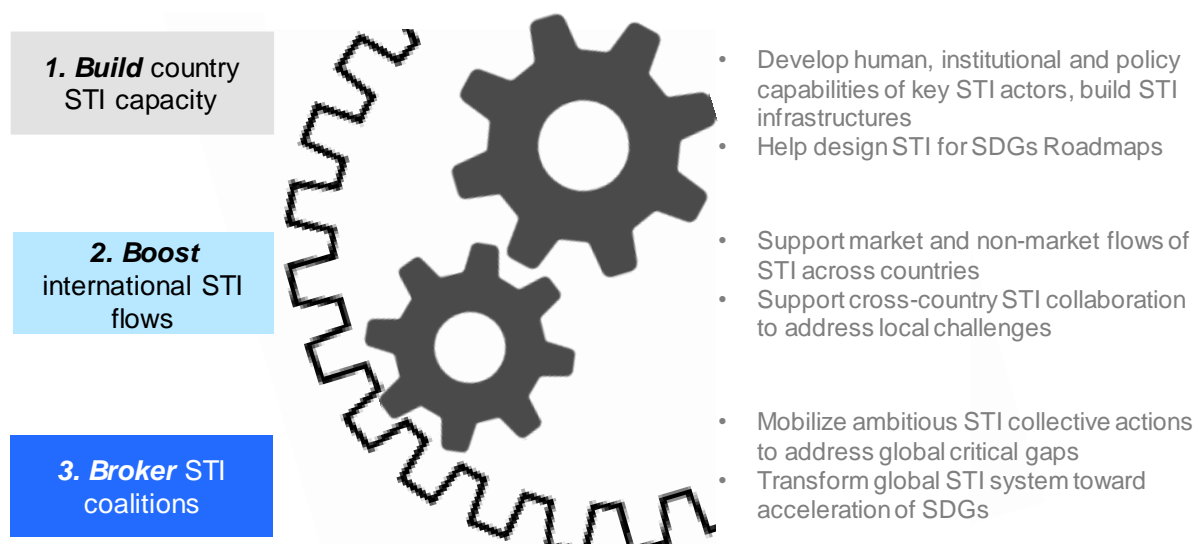 1. Build country
STI capacity
• Develop human, institutional and policy
capabilities of key STI actors, build STI
infrastructures
• Help design STI for SDGs Roadmaps
2. Boost
international STI
flows
• Support market and non-market flows of
STI across countries
• Support cross-country STI collaboration
to address local challenges
3. Broker STI
coalitions
• Mobilize ambitious STI collective actions
to address global critical gaps
• Transform global STI system toward
acceleration of SDGs